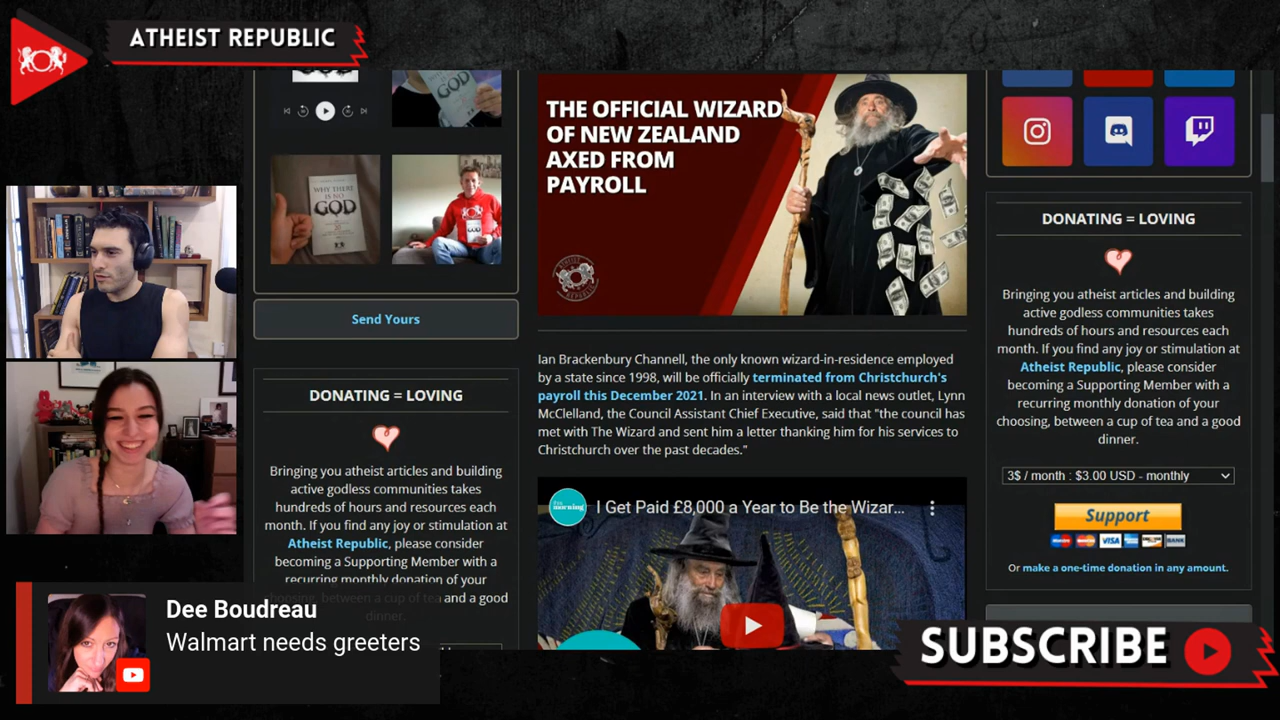 ATHEIST REPUBLIC
WHY THERE
IS NO
GOD
Send Yours
DONATING = LOVING
Bringing you atheist articles and building
active godless communities takes
hundreds of hours and resources each
month. If you find any joy or stimulation at
Atheist Republic, please consider
becoming a Supporting Member with a
recurring monthly donation of your
choosing, between a cup of tea and a good
dinner.
THE OFFICIAL WIZARD
OF NEW ZEALAND
AXED FROM
PAYROLL
Ian Brackenbury Channell, the only known wizard-in-residence employed
by a state since 1998, will be officially terminated from Christchurch's
payroll this December 2021. In an interview with a local news outlet, Lynn
McClelland, the Council Assistant Chief Executive, said that "the council has
met with The Wizard and sent him a letter thanking him for his services to
Christchurch over the past decades."
morning
I Get Paid £8,000 a Year to Be the Wizar...
DONATING = LOVING
Bringing you atheist articles and building
active godless communities takes
hundreds of hours and resources each
month. If you find any joy or stimulation at
Atheist Republic, please consider
becoming a Supporting Member with a
recurring monthly donation of your
choosing, between a cup of tea and a good
dinner.
3$ / month : $3.00 USD - monthly
Support
VISA
BANK
Or make a one-time donation in any amount.
Dee Boudreau
Walmart needs greeters
SUBSCRIBE